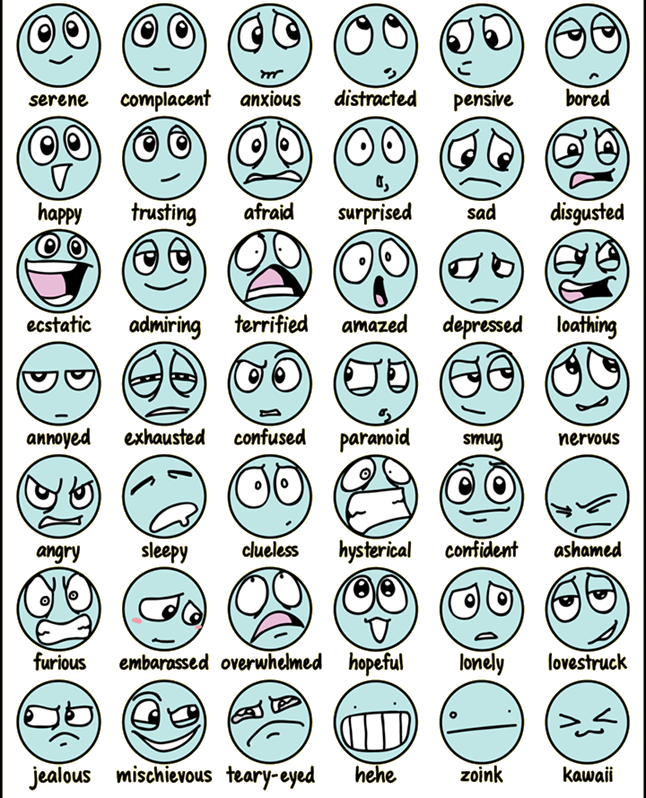 serene complacent anxious distracted pensive bored
happy trusting afraid surprised sad disgusted
ecstatic admiring terrified amazed depressed loathing
annoyed exhausted confused paranoid smug nervous
angry sleepy clueless hysterical confident ashamed
furious embarassed overwhelmed hopeful lonely lovestruck
jealous mischievous teary-eyed hehe zoink kawaii